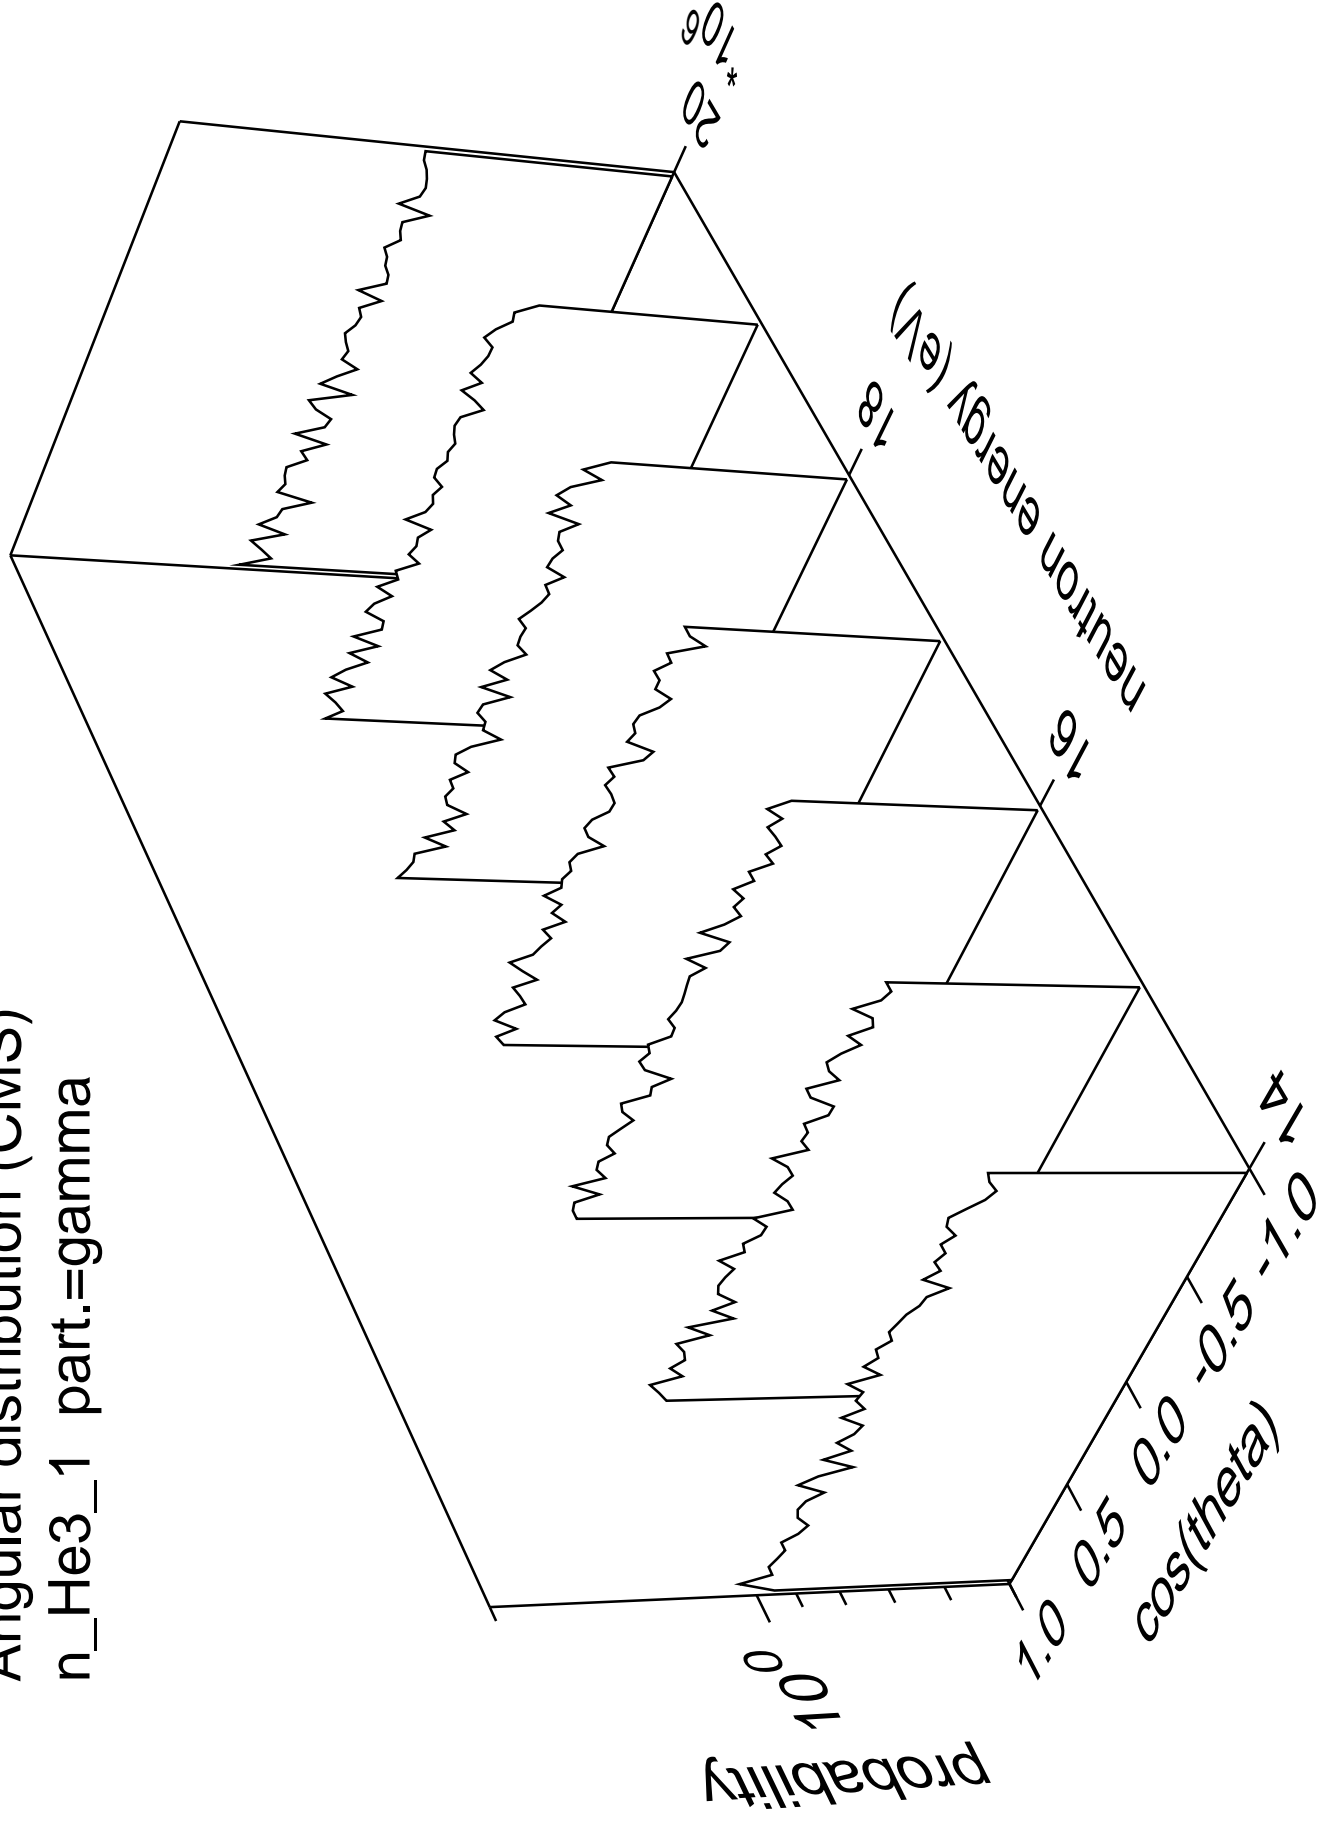 Angular distribution (CMS)
n_He3_1 part.=gamma
probability
10 0
1.0 0.5 0.0 -0.5 -1.0
cos(theta)
14 16 18 20
* 10 6
neutron energy (eV)